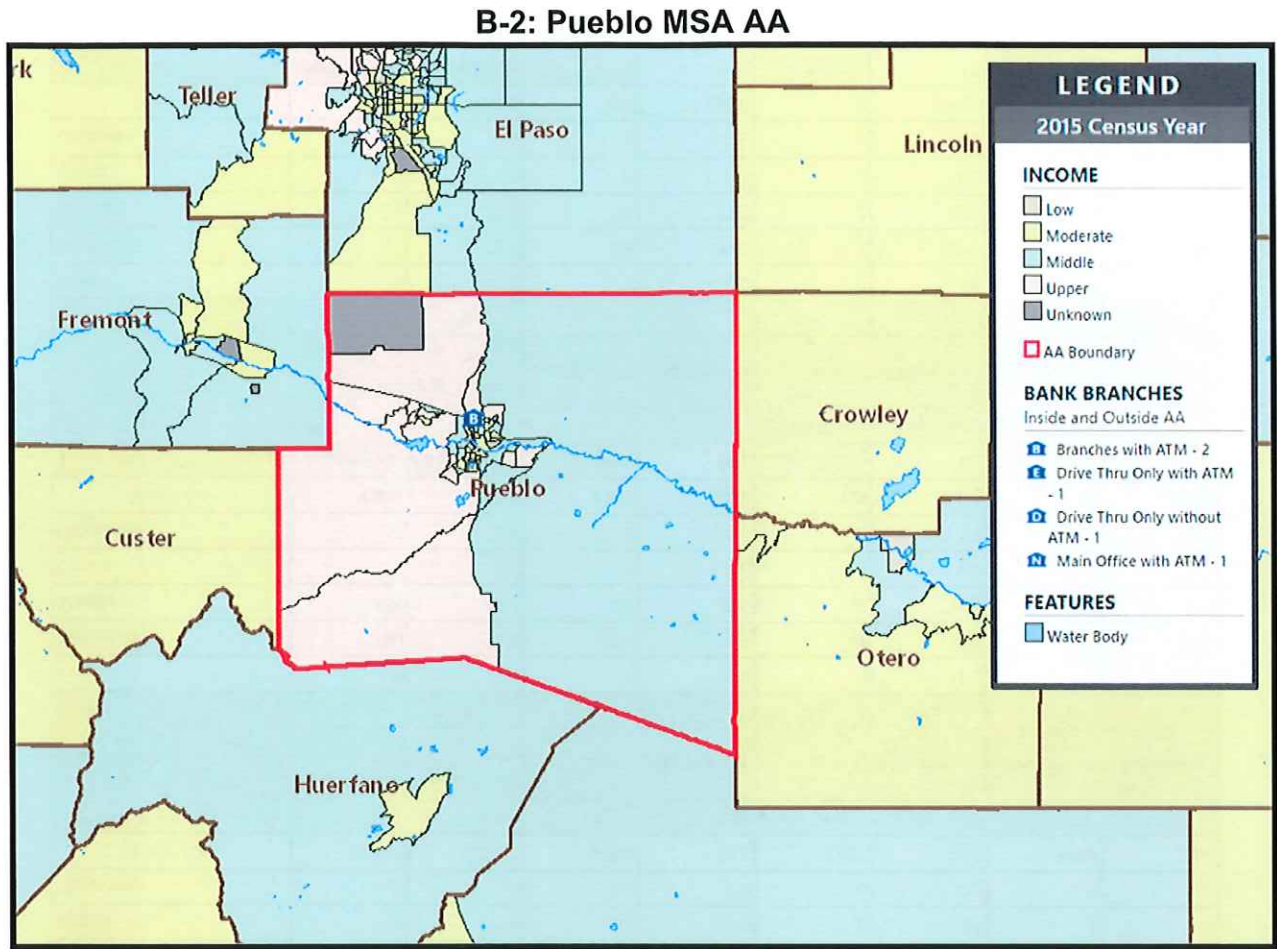 B-2: Pueblo MSA AA
rk
Teller
El Paso
Lincoln
Fremont
Crowley
Pueblo
Custer
Otero
Huerfano
B
LEGEND
2015 Census Year
INCOME
Low
Moderate
Middle
Upper
Unknown
AA Boundary
BANK BRANCHES
Inside and Outside AA
B Branches with ATM - 2
E Drive Thru Only with ATM
- 1
D Drive Thru Only without
ATM - 1
N Main Office with ATM - 1
FEATURES
Water Body